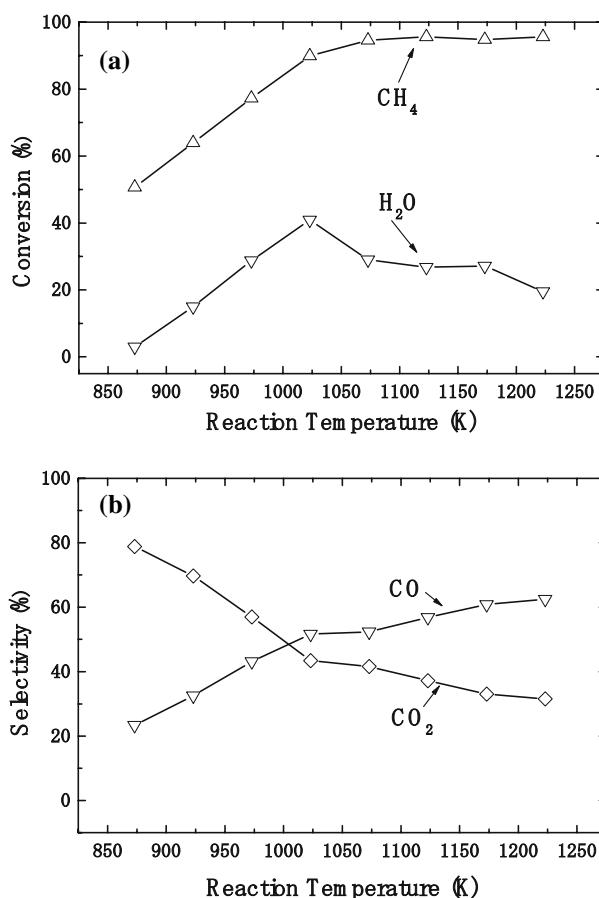 100
(a)
80
CH4
60
H2O
40
20
0
Conversion (%)
850 900 950 1000 1050 1100 1150 1200 1250
Reaction Temperature (K)
100
(b)
80
CO
60
40
CO2
20
0
Selectivity (%)
850 900 950 1000 1050 1100 1150 1200 1250
Reaction Temperature (K)